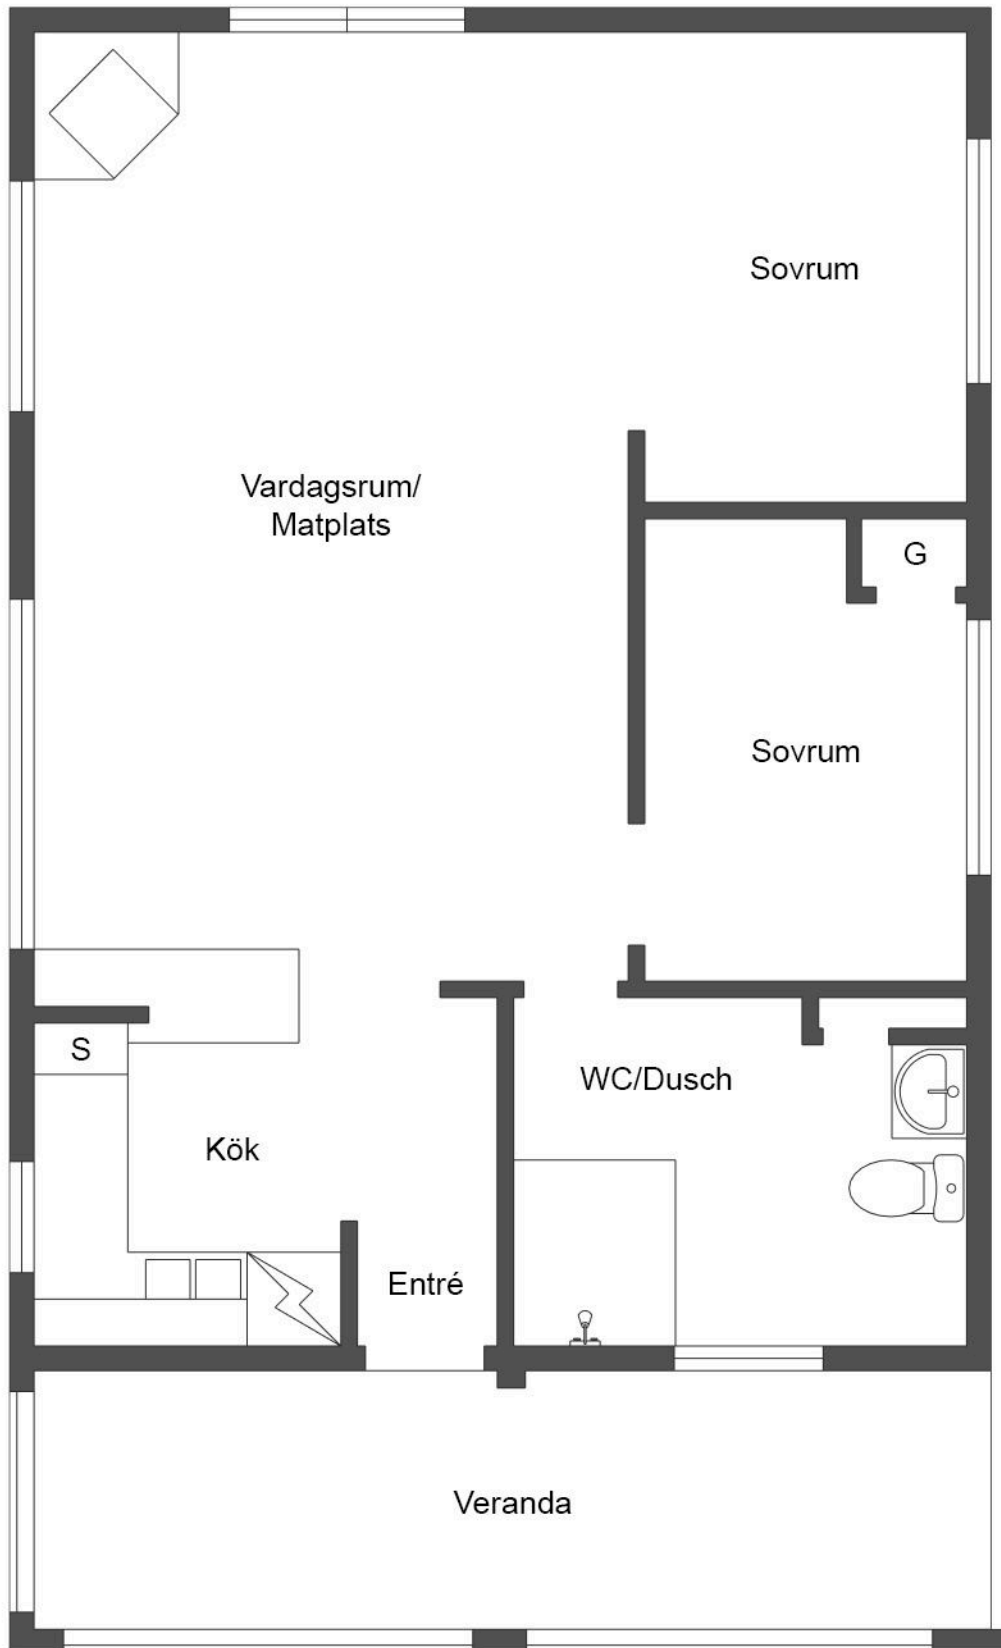 Sovrum
Vardagsrum/
Matplats
G
Sovrum
S
WC/Dusch
Kök
Entré
Veranda